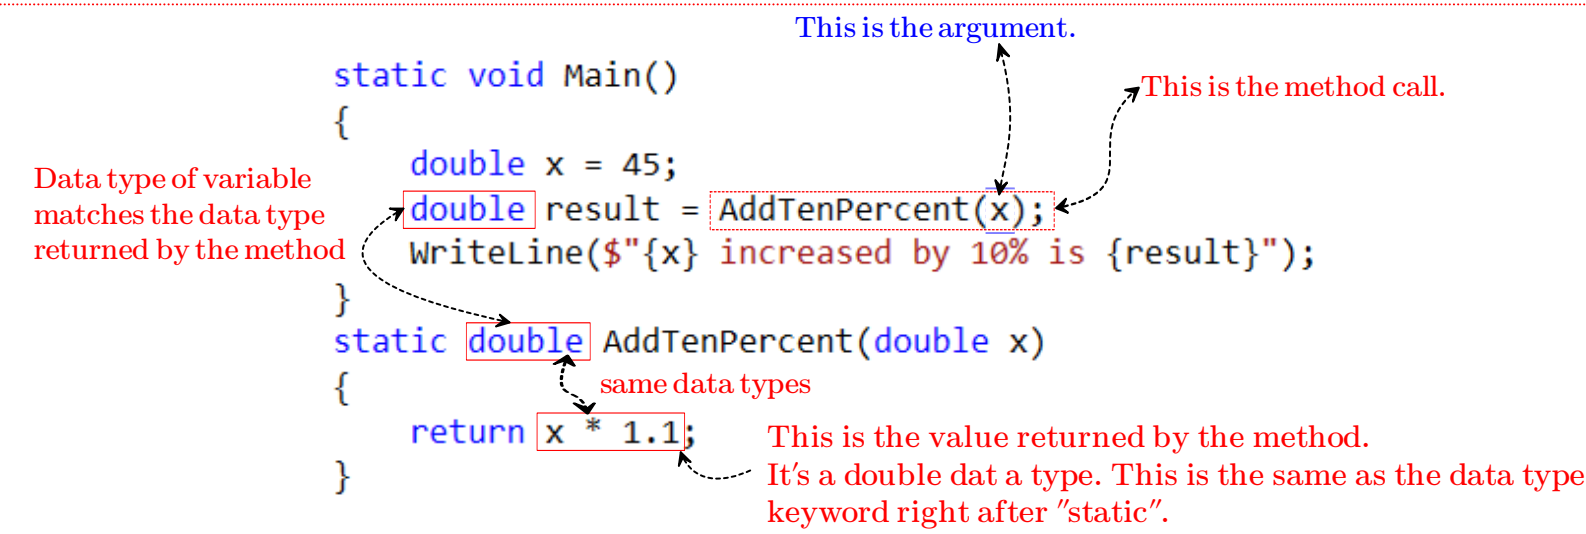 This is the argument.
static void Main()
This is the method call.
{
double x = 45;
Data type of variable
matches the data type
returned by the method
double result = AddTenPercent(x);
WriteLine($"{x} increased by 10% is {result}");
}
static double AddTenPercent(double x)
{
same data types
return x * 1.1;
This is the value returned by the method.
It's a double dat a type. This is the same as the data type
keyword right after "static".
}